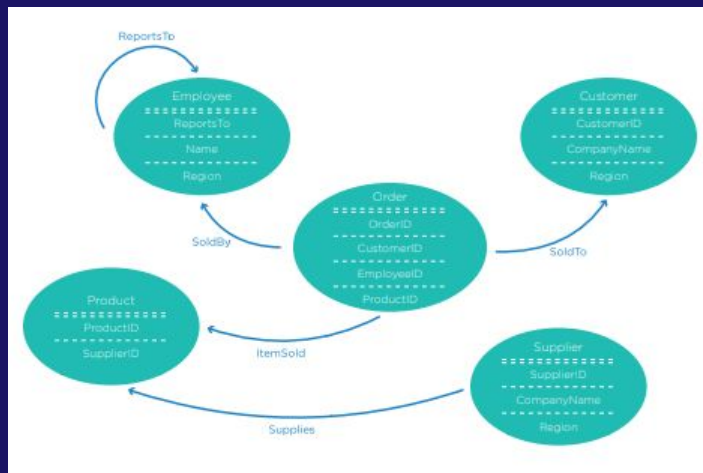 ReportsTo
Employee
ReportsTo
Name
Region
Customer
CustomerID
CompanyName
Region
Order
OrderID
CustomerID
EmployeeID
ProductID
SoldBy
SoldTo
Product
ProductID
SupplierID
ItemSold
Supplier
SupplierID
CompanyName
Region
Supplies